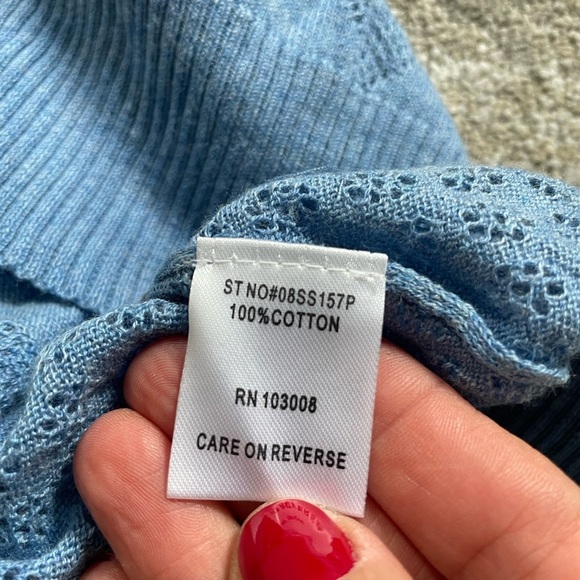 ST NO#08SS157P
100%COTTON
RN 103008
CARE ON REVERSE